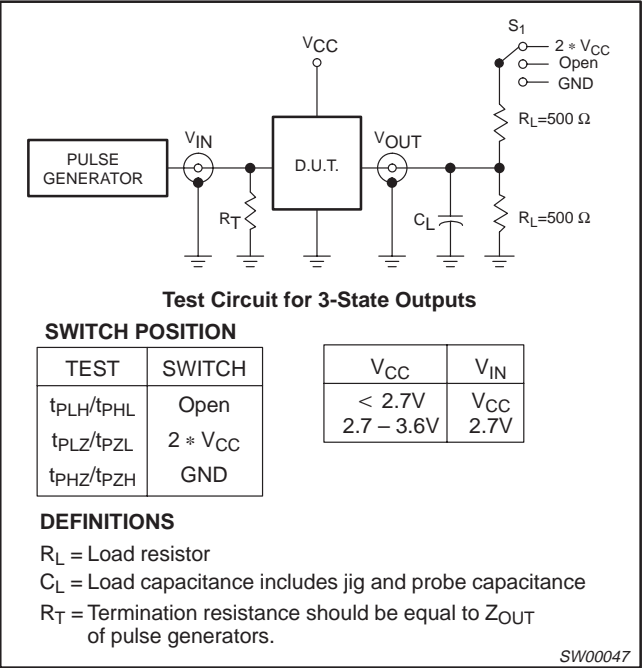 S1
2 * VCC
Open
GND
VCC
RL=500 Ω
VIN
VOUT
PULSE
GENERATOR
D.U.T.
RT
CL
RL=500 Ω
Test Circuit for 3-State Outputs
SWITCH POSITION
TEST SWITCH
tPLH/tPHL Open
tPLZ/tPZL 2 * VCC
tPHZ/tPZH GND
VCC VIN
< 2.7V VCC
2.7 – 3.6V 2.7V
DEFINITIONS
RL = Load resistor
CL = Load capacitance includes jig and probe capacitance
RT = Termination resistance should be equal to ZOUT
of pulse generators.
SW00047